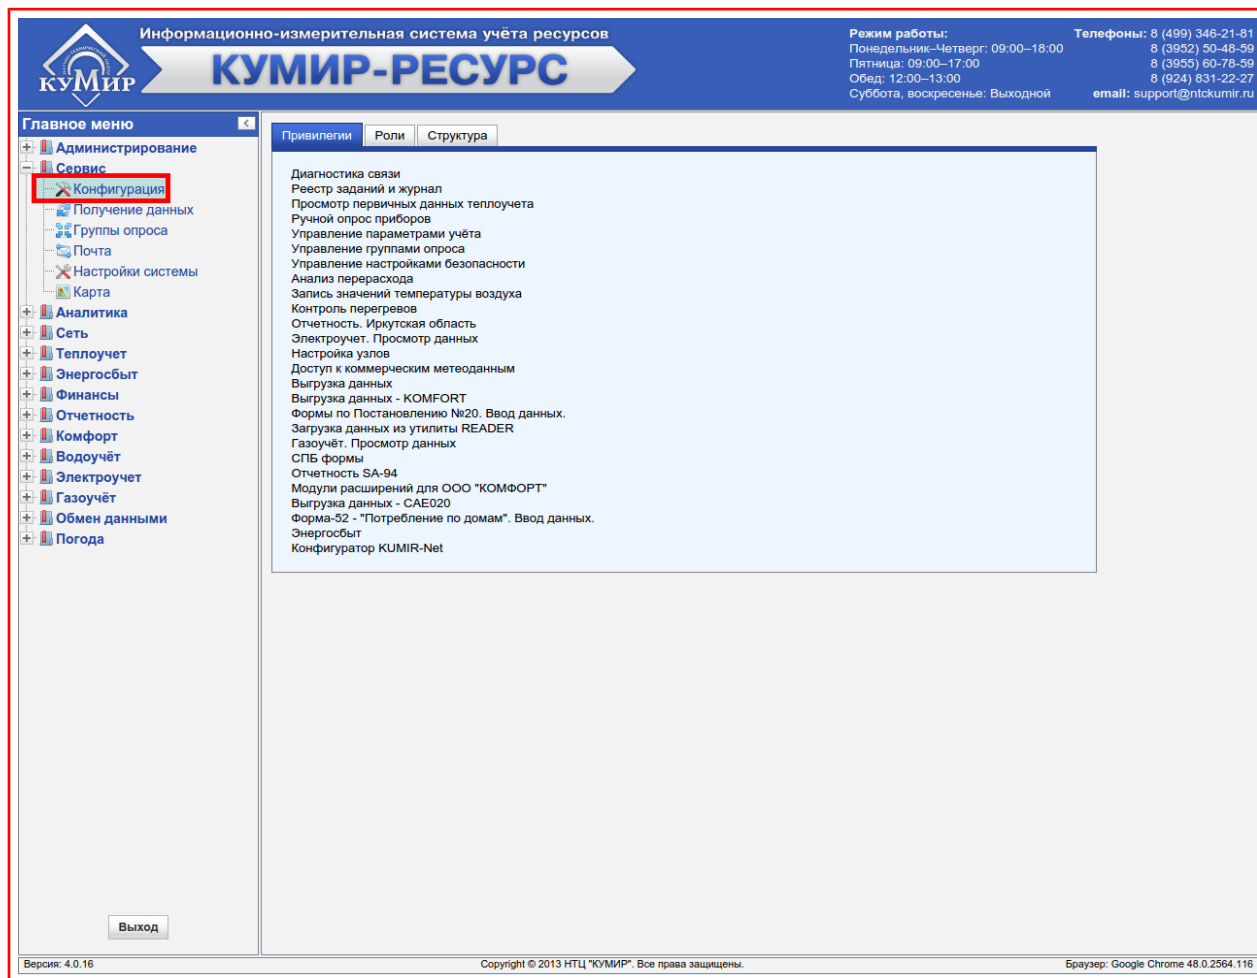 Информационно-измерительная система учёта ресурсов
КУМИР-РЕСУРС
КУМИР
Режим работы:
Понедельник–Четверг: 09:00–18:00
Пятница: 09:00–17:00
Обед: 12:00–13:00
Суббота, воскресенье: Выходной
Телефоны: 8 (499) 346-21-81
8 (3952) 50-48-59
8 (3955) 60-78-59
8 (924) 831-22-27
email: support@ntckumir.ru
Главное меню
Администрирование
Сервис
Конфигурация
Получение данных
Группы опроса
Почта
Настройки системы
Карта
Аналитика
Сеть
Теплоучет
Энергосбыт
Финансы
Отчетность
Комфорт
Водоучёт
Электроучет
Газоучёт
Обмен данными
Погода
Выход
Привилегии Роли Структура
Диагностика связи
Реестр заданий и журнал
Просмотр первичных данных теплоучета
Ручной опрос приборов
Управление параметрами учёта
Управление группами опроса
Управление настройками безопасности
Анализ перерасхода
Запись значений температуры воздуха
Контроль перегревов
Отчетность. Иркутская область
Электроучет. Просмотр данных
Настройка узлов
Доступ к коммерческим метеоданным
Выгрузка данных
Выгрузка данных - KOMFORT
Формы по Постановлению №20. Ввод данных.
Загрузка данных из утилиты READER
Газоучёт. Просмотр данных
СПБ формы
Отчетность SA-94
Модули расширений для ООО "КОМФОРТ"
Выгрузка данных - CAE020
Форма-52 - "Потребление по домам". Ввод данных.
Энергосбыт
Конфигуратор KUMIR-Net
Версия: 4.0.16
Copyright © 2013 НТЦ "КУМИР". Все права защищены.
Браузер: Google Chrome 48.0.2564.116